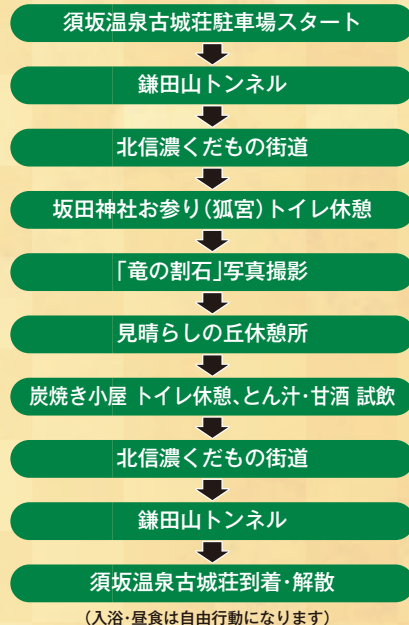 須坂温泉古城荘駐車場スタート
鎌田山トンネル
北信濃くだもの街道
坂田神社お参り(狐宮)トイレ休憩
「竜の割石」写真撮影
見晴らしの丘休憩所
炭焼き小屋 トイレ休憩、とん汁・甘酒 試飲
北信濃くだもの街道
鎌田山トンネル
須坂温泉古城荘到着・解散
(入浴・昼食は自由行動になります)